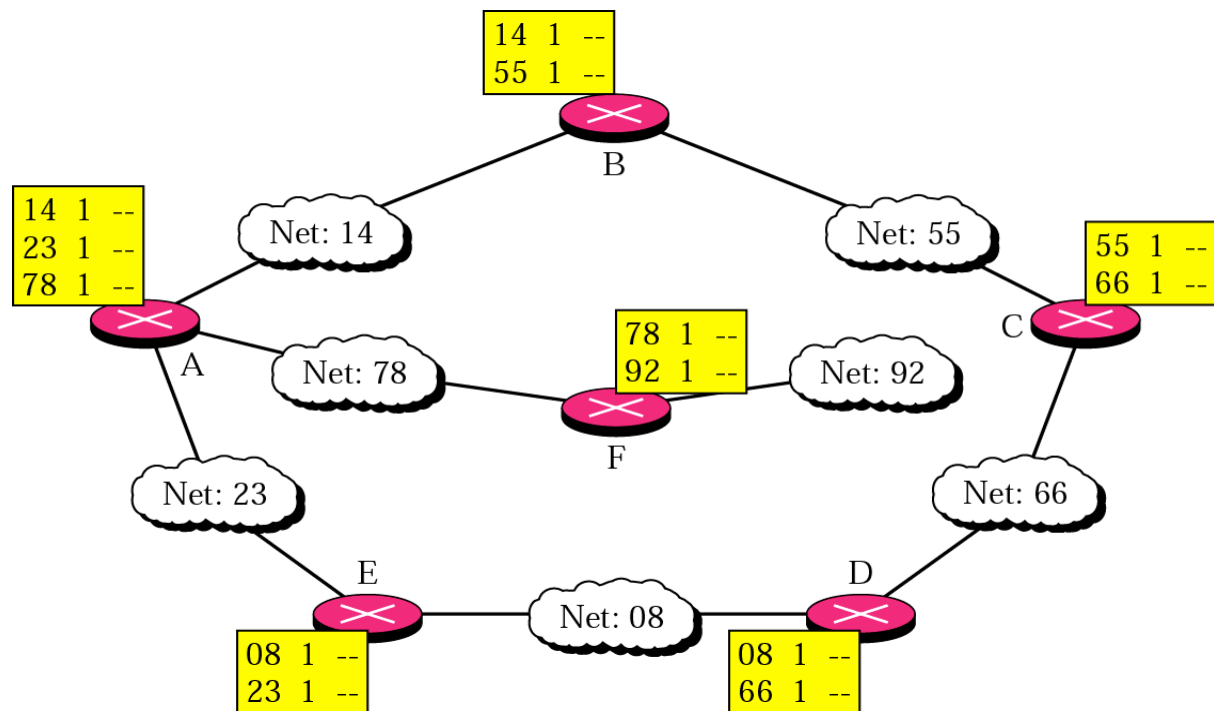 14 1 --
55 1 --
B
14 1 --
23 1 --
78 1 --
Net: 14
Net: 55
55 1 --
66 1 --
A
Net: 78
78 1 --
92 1 --
Net: 92
C
F
Net: 23
Net: 66
E
Net: 08
D
08 1 --
23 1 --
08 1 --
66 1 --